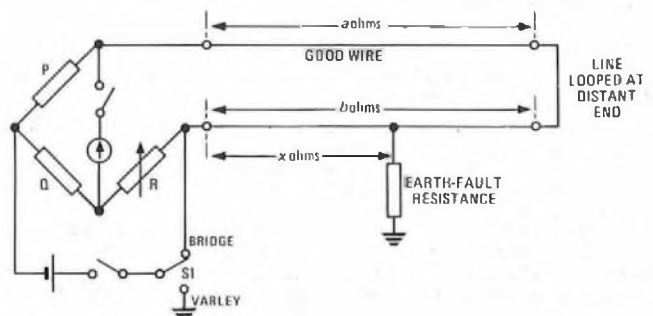 a ohms
GOOD WIRE
LINE
LOOPED AT
DISTANT
END
P
b ohms
x ohms
Q
R
EARTH-FAULT
RESISTANCE
BRIDGE
S1
VARLEY